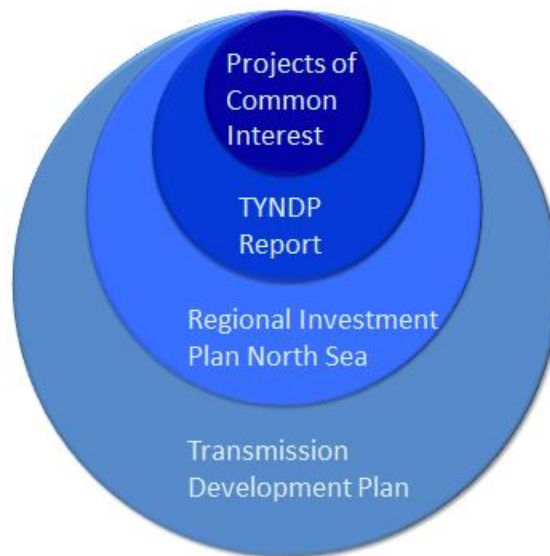 Projects of
Common
Interest
TYNDP
Report
Regional Investment
Plan North Sea
Transmission
Development Plan